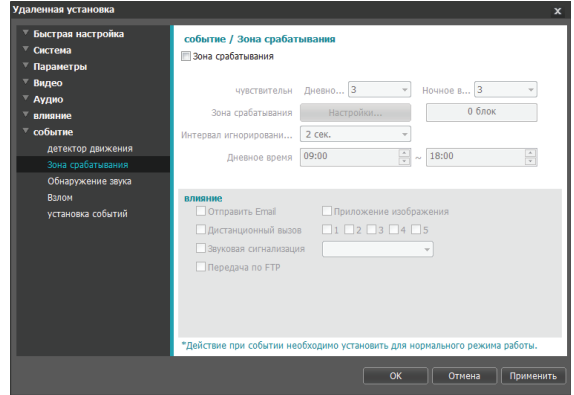 Удаленная установка x
Быстрая настройка
Система
Параметры
Видео
Аудио
влияние
событие
детектор движения
Зона срабатывания
Обнаружение звука
Взлом
установка событий
событие / Зона срабатывания
Зона срабатывания
чувствительн Дневно... 3 Ночное в... 3
Зона срабатывания Настройки... 0 блок
Интервал игнорировани... 2 сек.
Дневное время 09:00 ~ 18:00
влияние
Отправить Email Приложение изображения
Дистанционный вызов 1 2 3 4 5
Звуковая сигнализация
Передача по FTP
*Действие при событии необходимо установить для нормального режима работы.
OK Отмена Применить